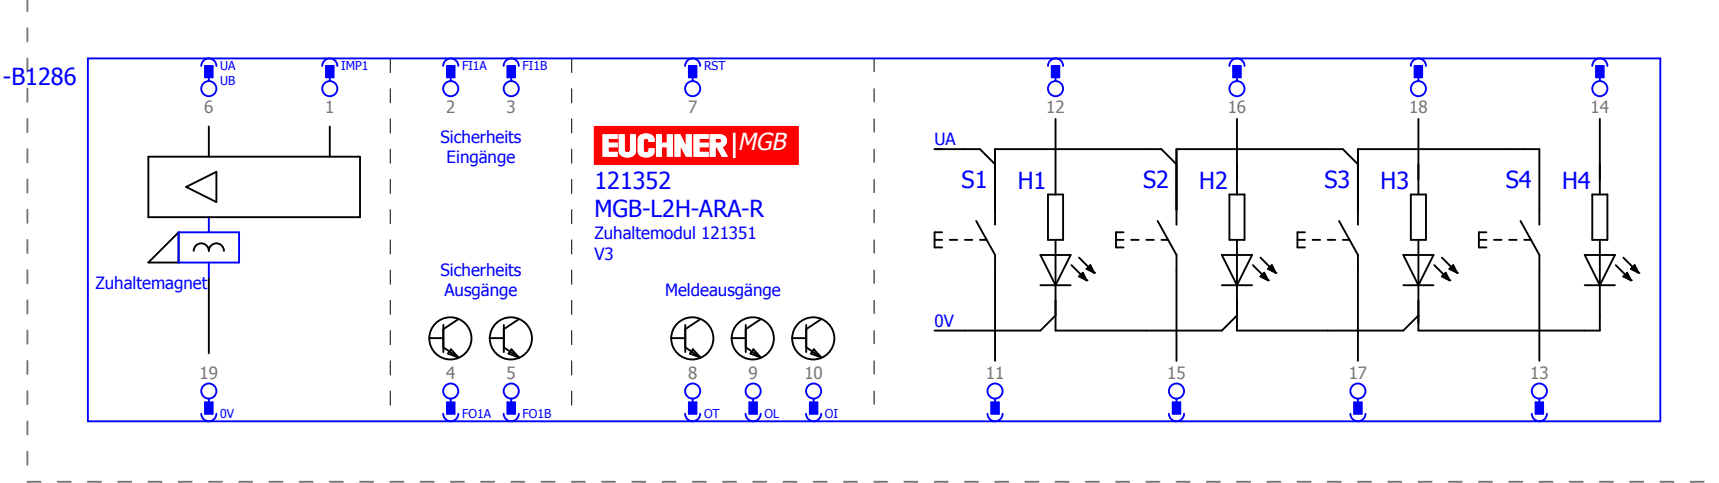 -B1286
UA
UB
6
IMP1
1
FI1A
2
FI1B
3
RST
7
12
16
18
14
Sicherheits
Eingänge
EUCHNER|MGB
121352
MGB-L2H-ARA-R
Zuhaltemodul 121351
V3
UA
S1
H1
S2
H2
S3
H3
S4
H4
Zuhaltemagnet
Sicherheits
Ausgänge
Meldeausgänge
0V
19
0V
4
FO1A
5
FO1B
8
OT
9
OL
10
OI
11
15
17
13